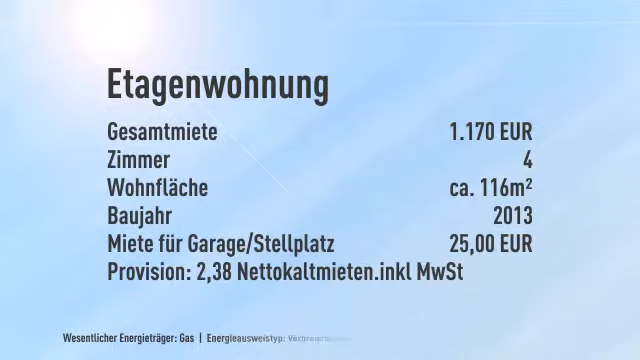 Etagenwohnung
Gesamtmiete 1.170 EUR
Zimmer 4
Wohnfläche ca. 116m²
Baujahr 2013
Miete für Garage/Stellplatz 25,00 EUR
Provision: 2,38 Nettokaltmieten.inkl MwSt
Wesentlicher Energieträger: Gas | Energieausweistyp: